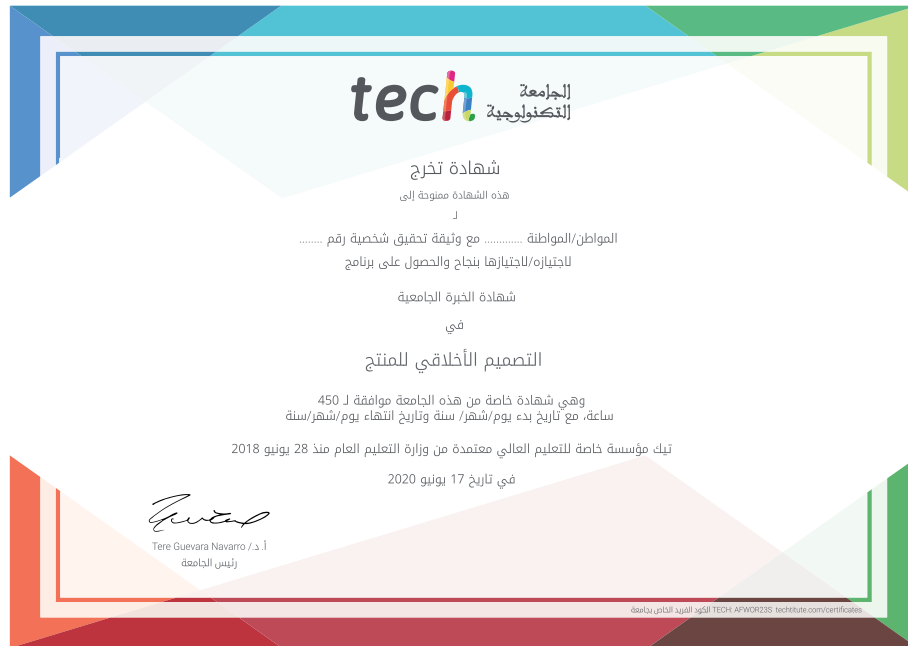 tech الجامعة
التكنولوجية
شهادة تخرج
هذه الشهادة ممنوحة إلى
لـ
المواطن/المواطنة ............ مع وثيقة تحقيق شخصية رقم ........
لاجتيازه/لاجتيازها بنجاح والحصول على برنامج
شهادة الخبرة الجامعية
في
التصميم الأخلاقي للمنتج
وهي شهادة خاصة من هذه الجامعة موافقة لـ 450
ساعة، مع تاريخ بدء يوم/شهر/ سنة وتاريخ انتهاء يوم/شهر/سنة
تيك مؤسسة خاصة للتعليم العالي معتمدة من وزارة التعليم العام منذ 28 يونيو 2018
في تاريخ 17 يونيو 2020
أ. د./ Tere Guevara Navarro
رئيس الجامعة
الكود الفريد الخاص بجامعة TECH: AFWOR23S techtitute.com/certificates